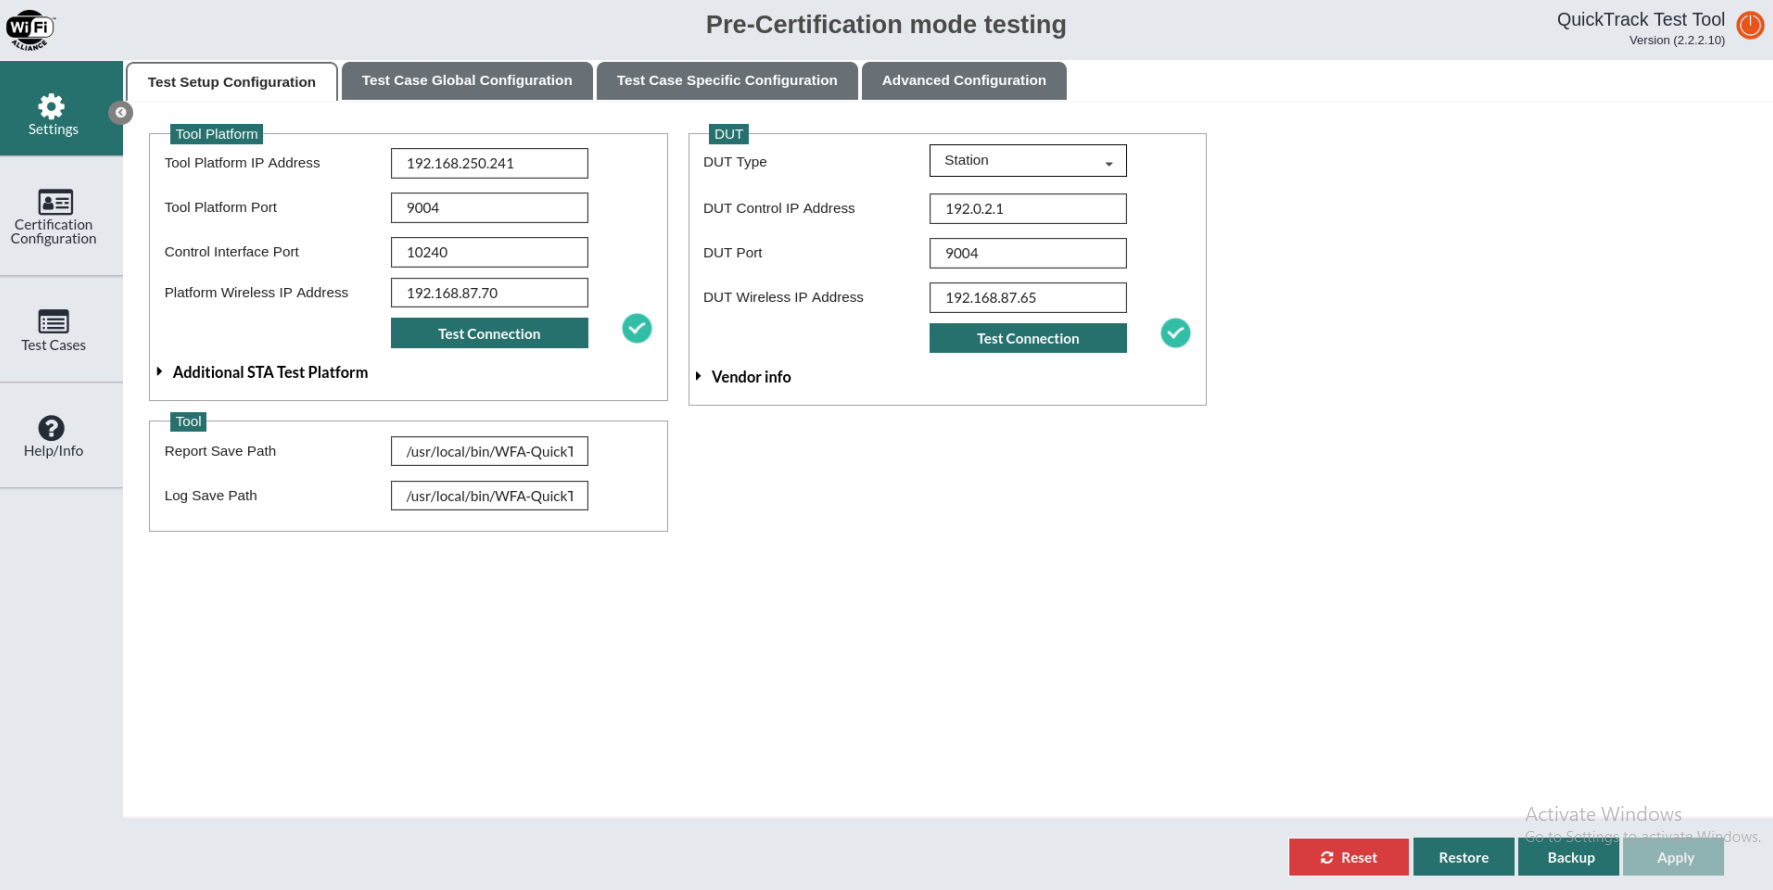 WiFi
ALLIANCE
Pre-Certification mode testing
QuickTrack Test Tool
Version (2.2.2.10)
Test Setup Configuration
Test Case Global Configuration
Test Case Specific Configuration
Advanced Configuration
Settings
Certification
Configuration
Test Cases
Help/Info
Tool Platform
Tool Platform IP Address
192.168.250.241
Tool Platform Port
9004
Control Interface Port
10240
Platform Wireless IP Address
192.168.87.70
Test Connection
Additional STA Test Platform
DUT
DUT Type
Station
DUT Control IP Address
192.0.2.1
DUT Port
9004
DUT Wireless IP Address
192.168.87.65
Test Connection
Vendor info
Tool
Report Save Path
/usr/local/bin/WFA-QuickT
Log Save Path
/usr/local/bin/WFA-QuickT
Activate Windows
Go to Settings to activate Windows.
Reset
Restore
Backup
Apply